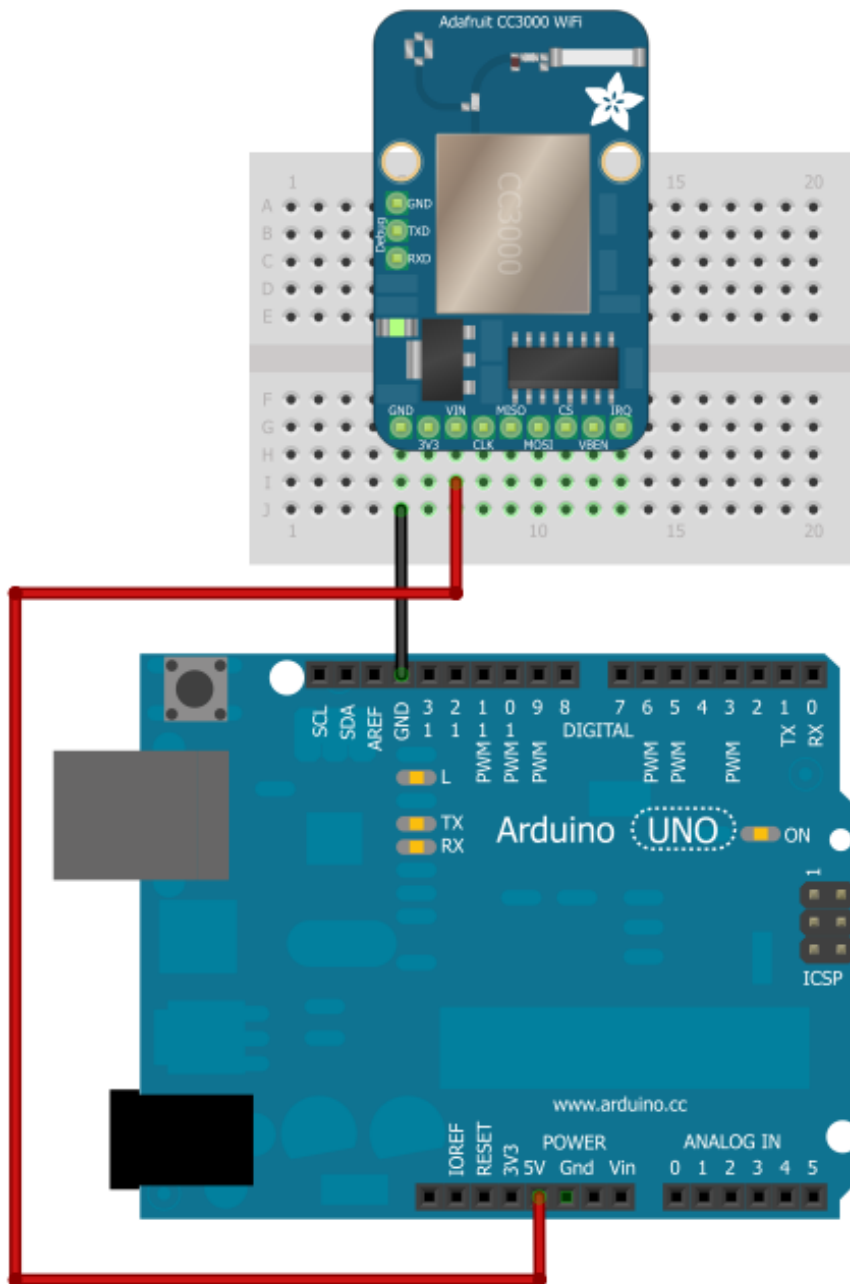 Adafruit CC3000 WiFi
1 15 20
A
B
C
D
E
GND
TXD
RXD
Debug
CC3000
F
G
H
I
J
GND VIN MISO CS IRQ
3V3 CLK MOSI VBEN
1 10 15 20
SCL
SDA
AREF
GND
3 2 1 0 9 8 7 6 5 4 3 2 1 0
1 1 1 1
DIGITAL
PWM PWM PWM PWM PWM PWM TX RX
L
TX
RX
Arduino UNO ON
1
ICSP
www.arduino.cc
POWER ANALOG IN
IOREF
RESET
3V3
5V Gnd Vin 0 1 2 3 4 5